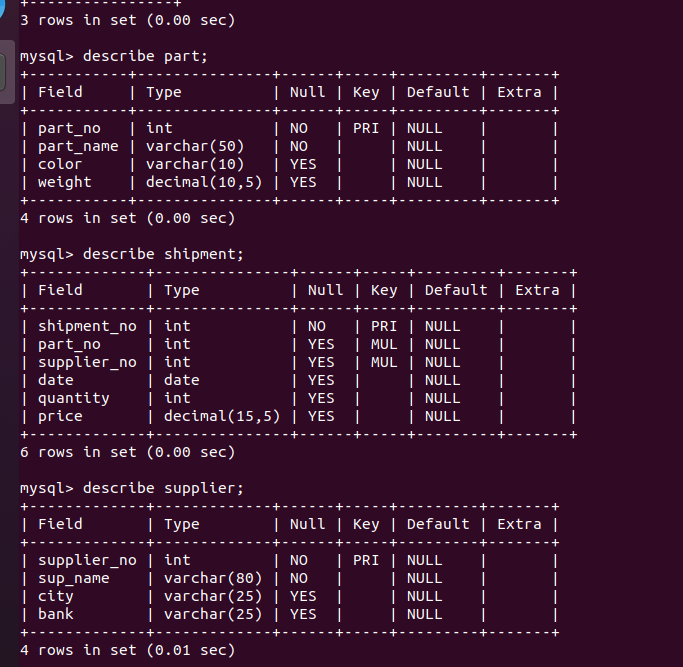 +----------------+
3 rows in set (0.00 sec)
mysql> describe part;
+-----------+---------------+------+-----+---------+-------+
| Field     | Type          | Null | Key | Default | Extra |
+-----------+---------------+------+-----+---------+-------+
| part_no   | int           | NO   | PRI | NULL    |       |
| part_name | varchar(50)   | NO   |     | NULL    |       |
| color     | varchar(10)   | YES  |     | NULL    |       |
| weight    | decimal(10,5) | YES  |     | NULL    |       |
+-----------+---------------+------+-----+---------+-------+
4 rows in set (0.00 sec)
mysql> describe shipment;
+-------------+---------------+------+-----+---------+-------+
| Field       | Type          | Null | Key | Default | Extra |
+-------------+---------------+------+-----+---------+-------+
| shipment_no | int           | NO   | PRI | NULL    |       |
| part_no     | int           | YES  | MUL | NULL    |       |
| supplier_no | int           | YES  | MUL | NULL    |       |
| date        | date          | YES  |     | NULL    |       |
| quantity    | int           | YES  |     | NULL    |       |
| price       | decimal(15,5) | YES  |     | NULL    |       |
+-------------+---------------+------+-----+---------+-------+
6 rows in set (0.00 sec)
mysql> describe supplier;
+-------------+-------------+------+-----+---------+-------+
| Field       | Type        | Null | Key | Default | Extra |
+-------------+-------------+------+-----+---------+-------+
| supplier_no | int         | NO   | PRI | NULL    |       |
| sup_name    | varchar(80) | NO   |     | NULL    |       |
| city        | varchar(25) | YES  |     | NULL    |       |
| bank        | varchar(25) | YES  |     | NULL    |       |
+-------------+-------------+------+-----+---------+-------+
4 rows in set (0.01 sec)